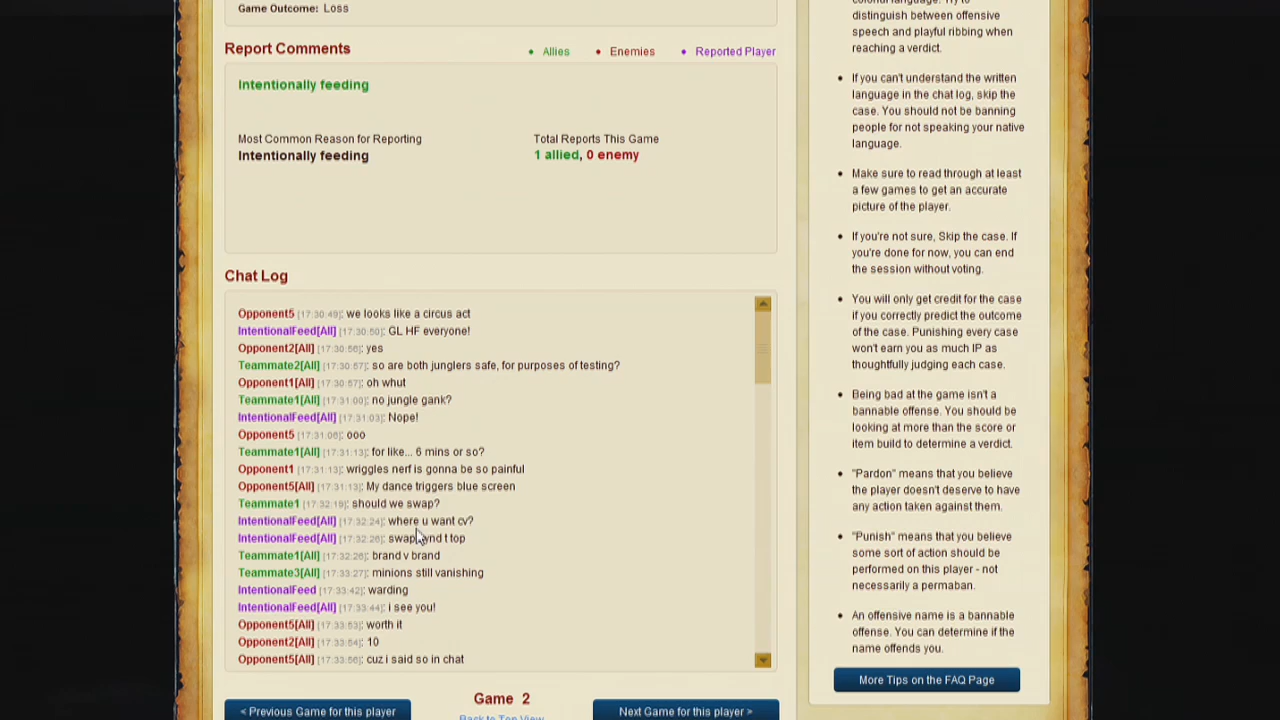 Game Outcome: Loss
Report Comments
• Allies • Enemies • Reported Player
Intentionally feeding
Most Common Reason for Reporting
Intentionally feeding
Total Reports This Game
1 allied, 0 enemy
Chat Log
Opponent5 [17:30:49]: we looks like a circus act
IntentionalFeed[All] [17:30:50]: GL HF everyone!
Opponent2[All] [17:30:56]: yes
Teammate2[All] [17:30:57]: so are both junglers safe, for purposes of testing?
Opponent1[All] [17:30:57]: oh whut
Teammate1[All] [17:31:00]: no jungle gank?
IntentionalFeed[All] [17:31:03]: Nope!
Opponent5 [17:31:06]: ooo
Teammate1[All] [17:31:13]: for like... 6 mins or so?
Opponent1 [17:31:13]: wriggles nerf is gonna be so painful
Opponent5[All] [17:31:13]: My dance triggers blue screen
Teammate1 [17:32:19]: should we swap?
IntentionalFeed[All] [17:32:24]: where u want cv?
IntentionalFeed[All] [17:32:26]: t top
Teammate1[All] [17:32:26]: brand v brand
Teammate3[All] [17:33:27]: minions still vanishing
IntentionalFeed [17:33:42]: warding
IntentionalFeed[All] [17:33:44]: i see you!
Opponent5[All] [17:33:53]: worth it
Opponent2[All] [17:33:54]: 10
Opponent5[All] [17:33:56]: cuz i said so in chat
Game 2
< Previous Game for this player
Back to Top View
Next Game for this player >
distinguish between offensive
speech and playful ribbing when
reaching a verdict.
• If you can't understand the written
language in the chat log, skip the
case. You should not be banning
people for not speaking your native
language.
• Make sure to read through at least
a few games to get an accurate
picture of the player.
• If you're not sure, Skip the case. If
you're done for now, you can end
the session without voting.
• You will only get credit for the case
if you correctly predict the outcome
of the case. Punishing every case
won't earn you as much IP as
thoughtfully judging each case.
• Being bad at the game isn't a
bannable offense. You should be
looking at more than the score or
item build to determine a verdict.
• "Pardon" means that you believe
the player doesn't deserve to have
any action taken against them.
• "Punish" means that you believe
some sort of action should be
performed on this player - not
necessarily a permaban.
• An offensive name is a bannable
offense. You can determine if the
name offends you.
More Tips on the FAQ Page